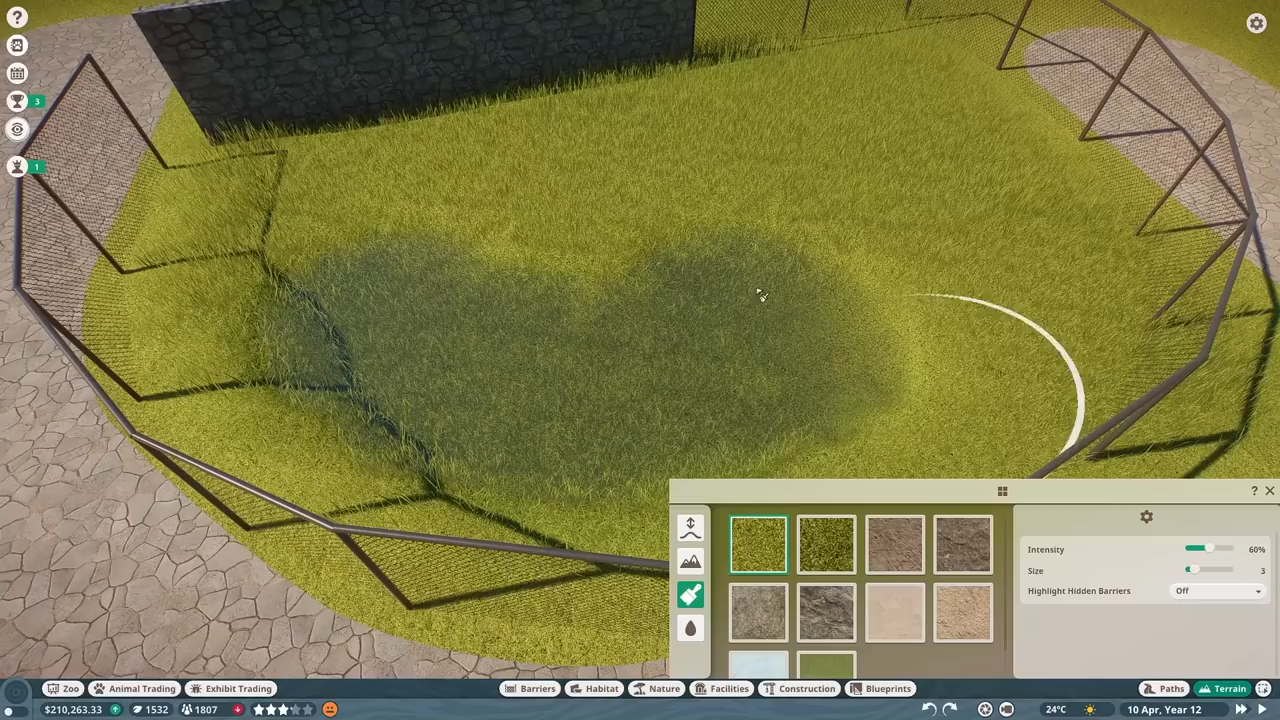 ?
3
1
? 
Intensity 60%
Size 3
Highlight Hidden Barriers Off
Zoo Animal Trading Exhibit Trading Barriers Habitat Nature Facilities Construction Blueprints Paths Terrain
$210,263.33 1532 1807 24°C 10 Apr, Year 12